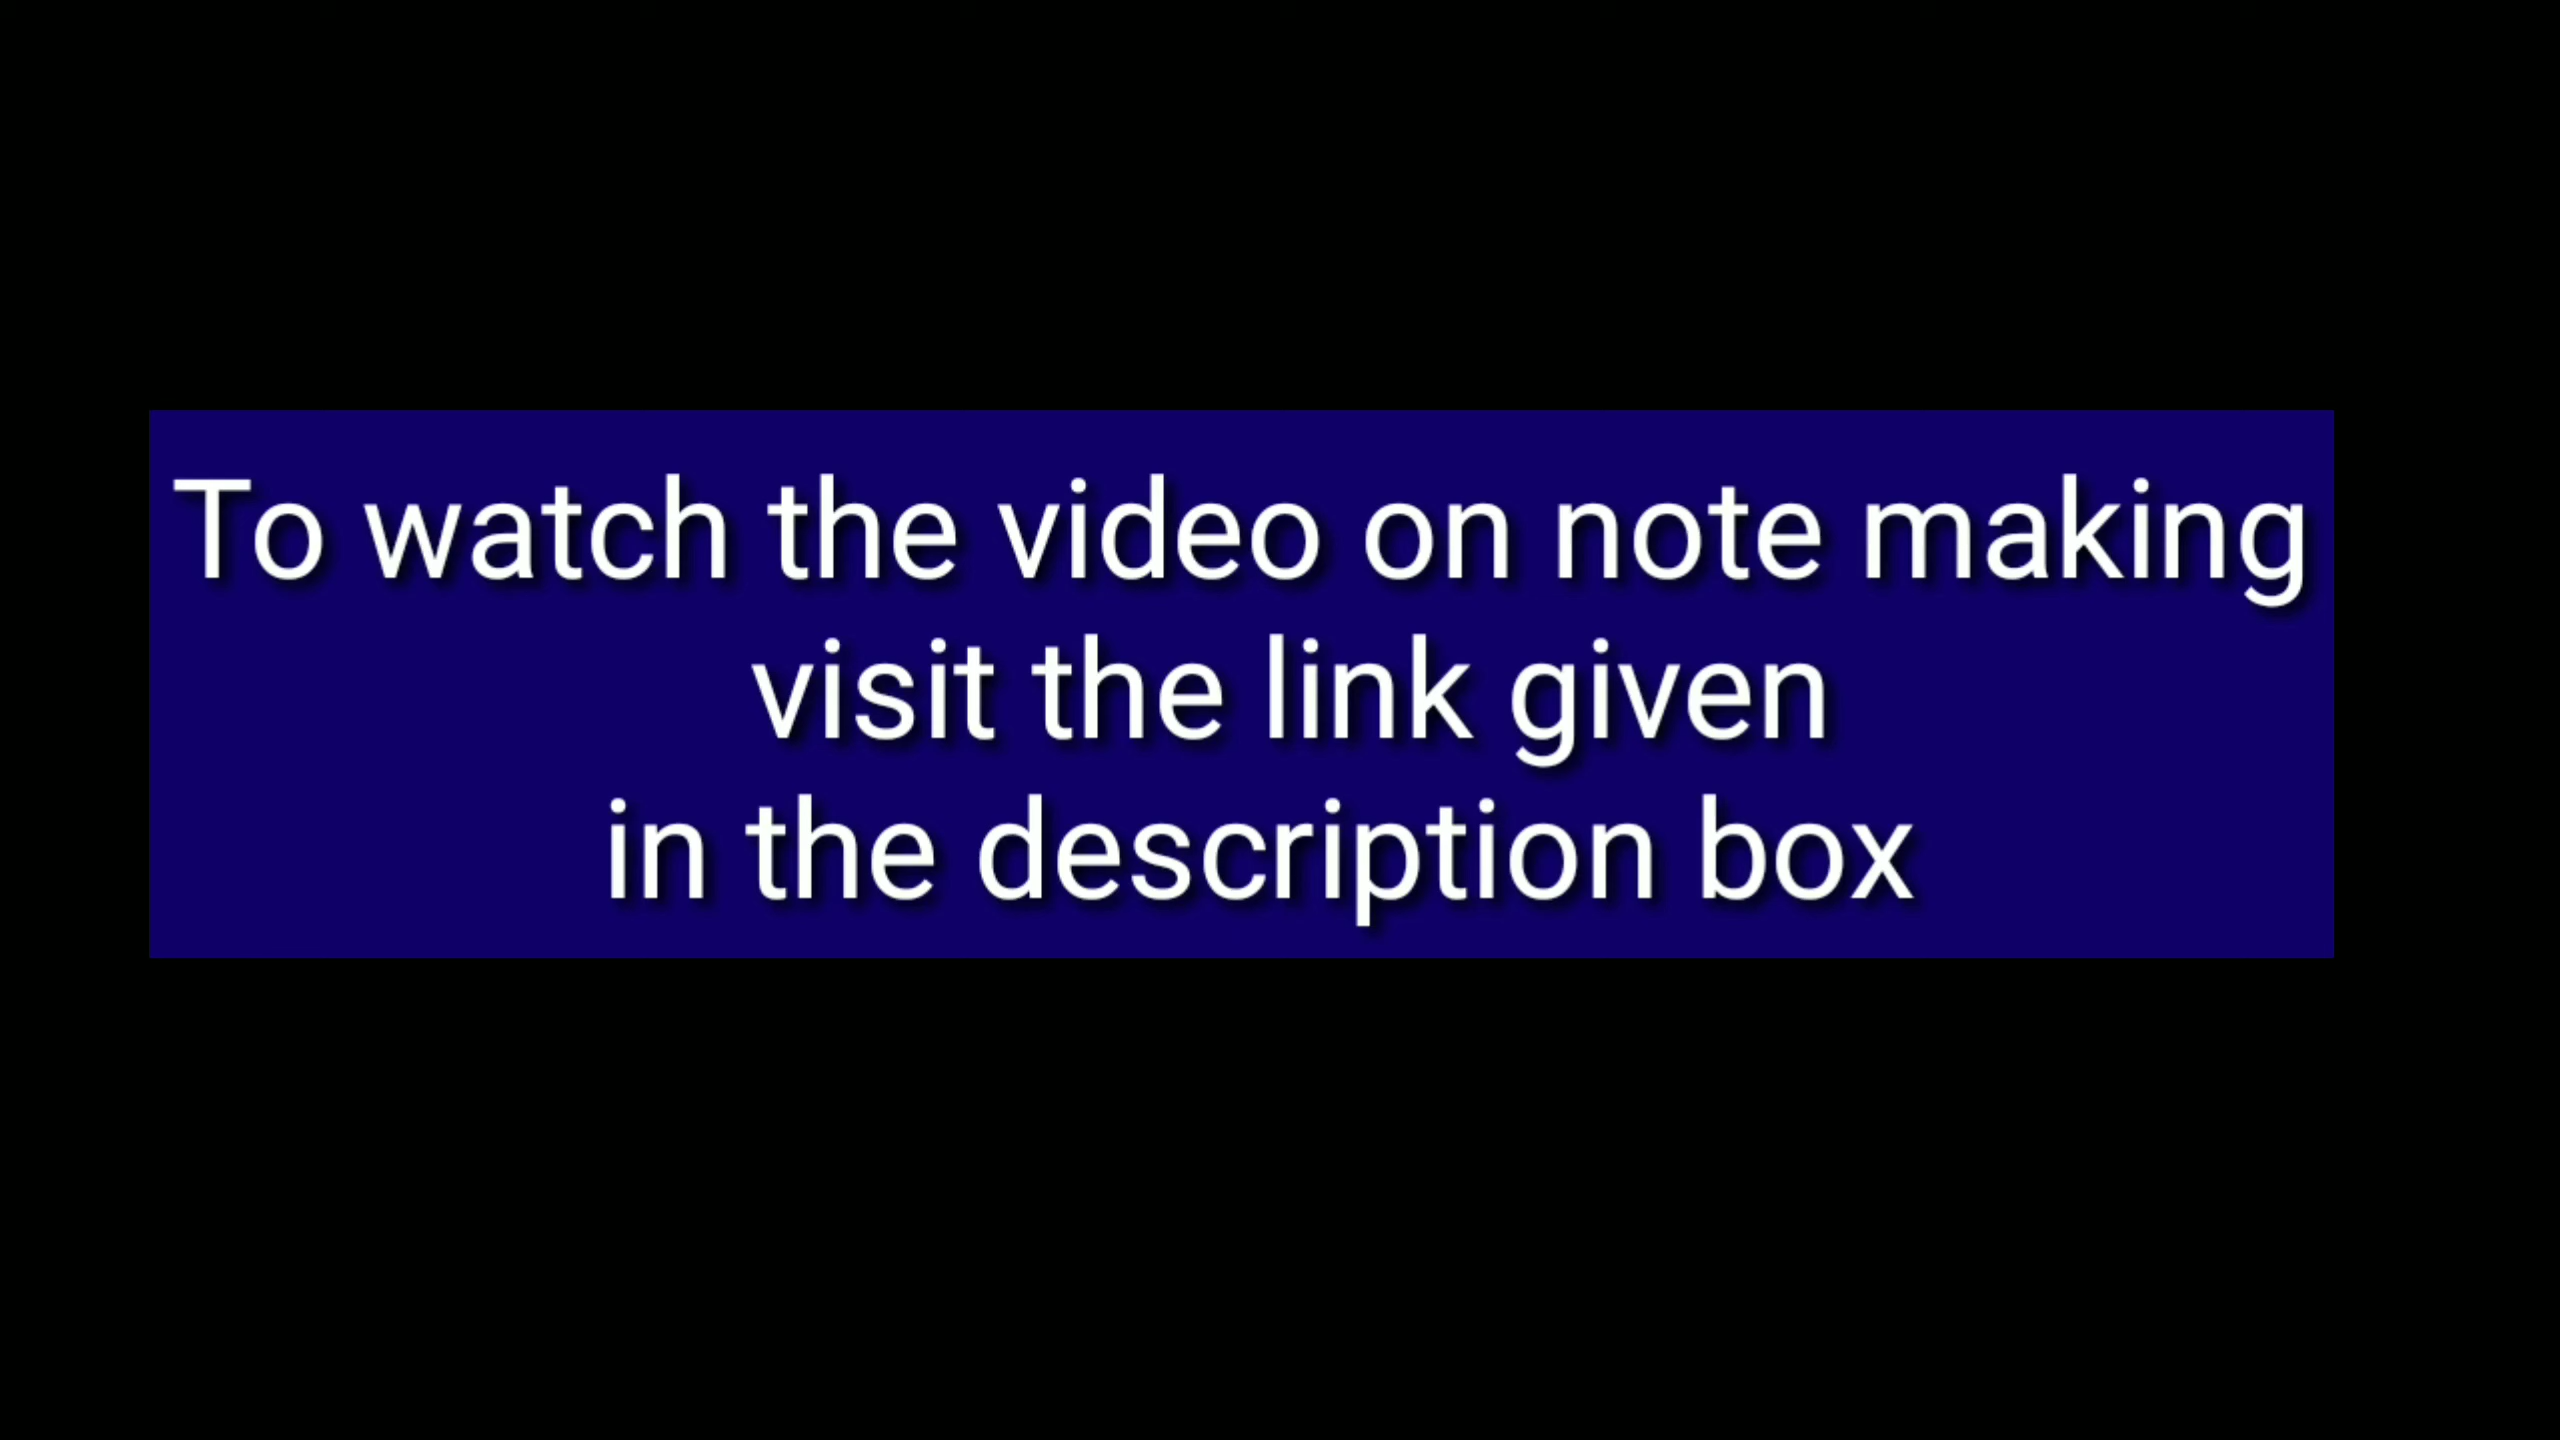 To watch the video on note making
visit the link given
in the description box